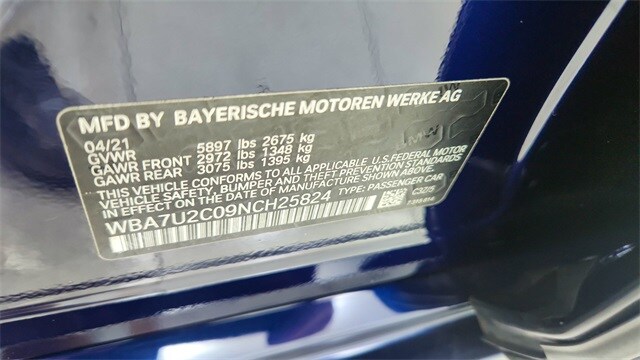 MFD BY BAYERISCHE MOTOREN WERKE AG
04/21
GVWR 5897 lbs 2675 kg
GAWR FRONT 2972 lbs 1348 kg
GAWR REAR 3075 lbs 1395 kg
THIS VEHICLE CONFORMS TO ALL APPLICABLE U.S. FEDERAL MOTOR
VEHICLE SAFETY, BUMPER AND THEFT PREVENTION STANDARDS
IN EFFECT ON THE DATE OF MANUFACTURE SHOWN ABOVE.
WBA7U2C09NCH25824 TYPE: PASSENGER CAR